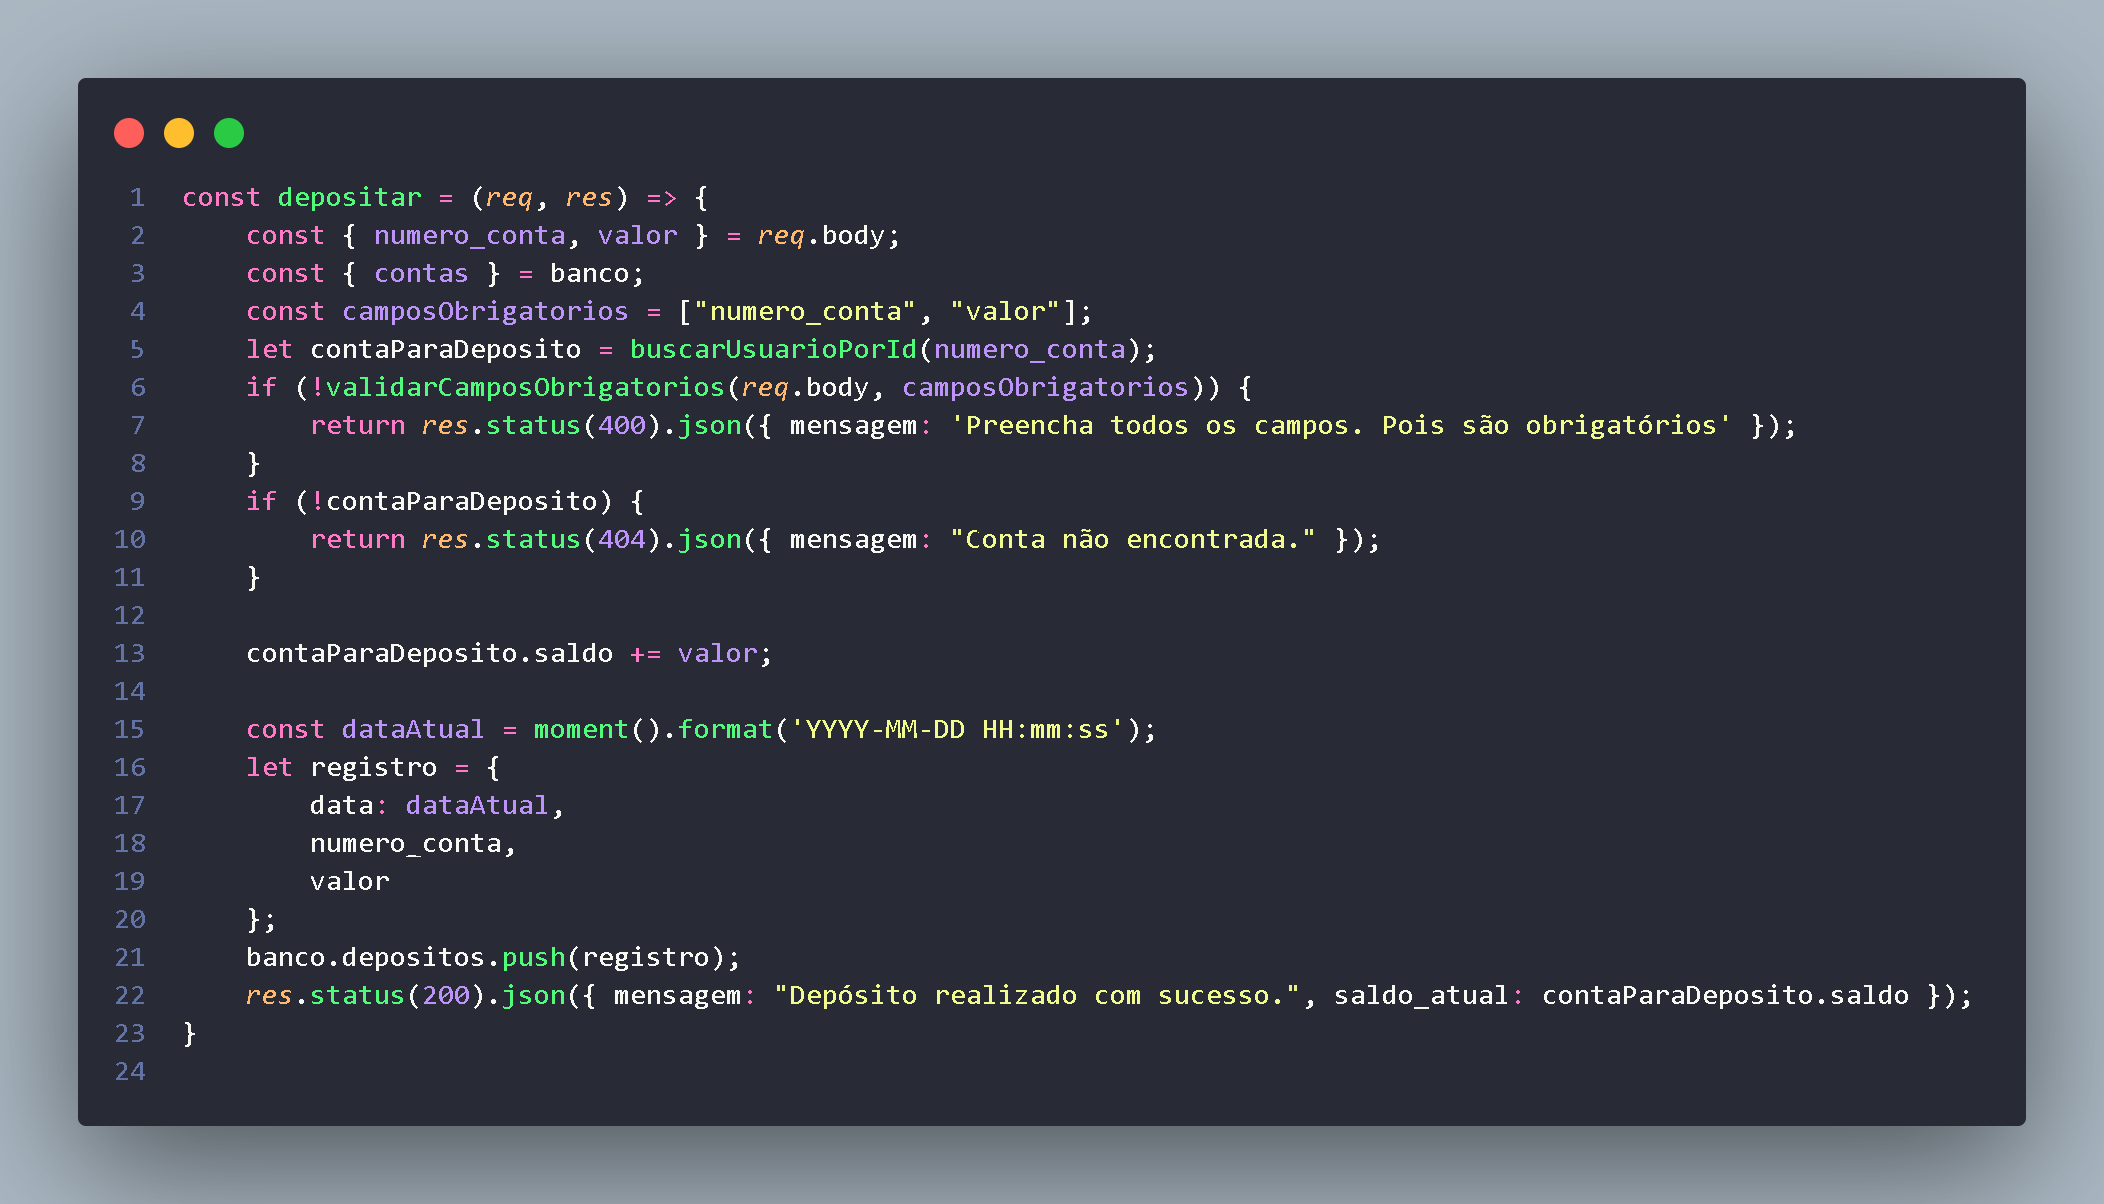 1 const depositar = (req, res) => {
2     const { numero_conta, valor } = req.body;
3     const { contas } = banco;
4     const camposObrigatorios = ["numero_conta", "valor"];
5     let contaParaDeposito = buscarUsuarioPorId(numero_conta);
6     if (!validarCamposObrigatorios(req.body, camposObrigatorios)) {
7         return res.status(400).json({ mensagem: 'Preencha todos os campos. Pois são obrigatórios' });
8     }
9     if (!contaParaDeposito) {
10         return res.status(404).json({ mensagem: "Conta não encontrada." });
11     }
12
13     contaParaDeposito.saldo += valor;
14
15     const dataAtual = moment().format('YYYY-MM-DD HH:mm:ss');
16     let registro = {
17         data: dataAtual,
18         numero_conta,
19         valor
20     };
21     banco.depositos.push(registro);
22     res.status(200).json({ mensagem: "Depósito realizado com sucesso.", saldo_atual: contaParaDeposito.saldo });
23 }
24